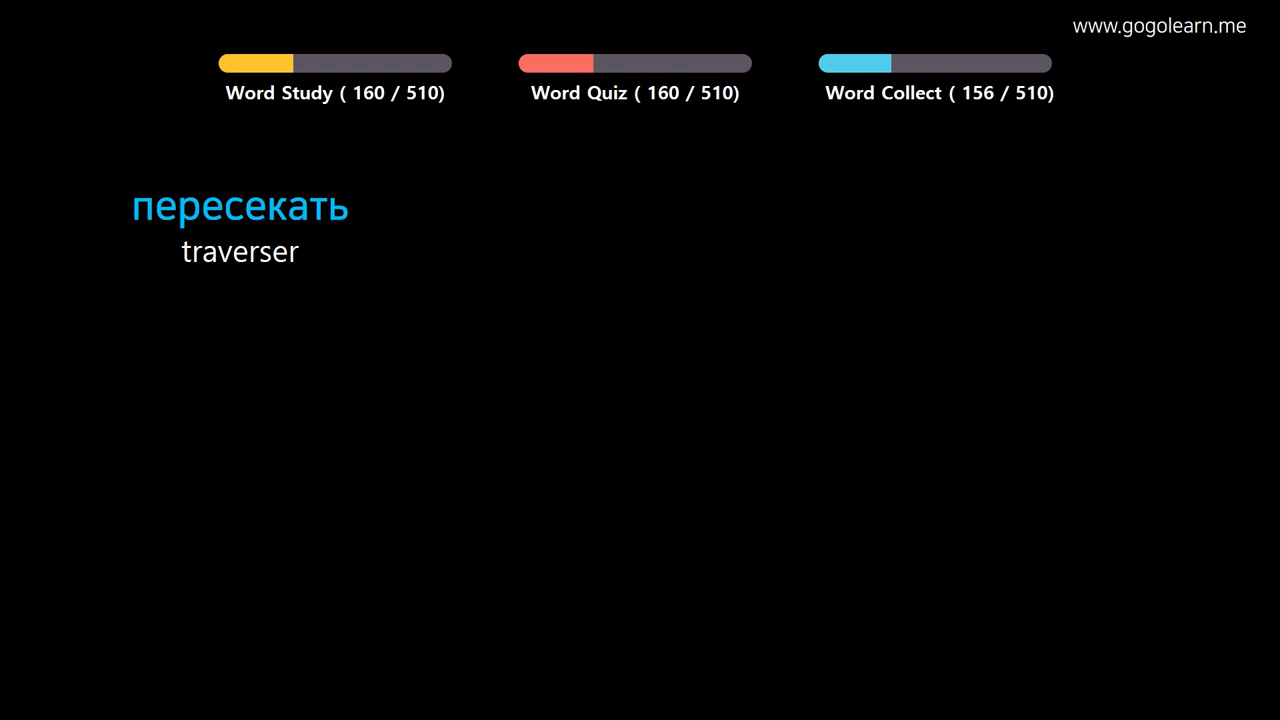 www.gogolearn.me
Word Study ( 160 / 510)
Word Quiz ( 160 / 510)
Word Collect ( 156 / 510)
пересекать
traverser